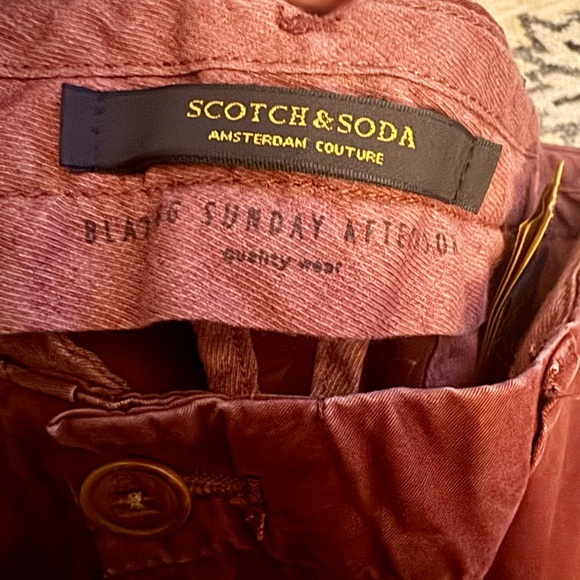 SCOTCH & SODA
AMSTERDAM COUTURE
SUNDAY
quality wear